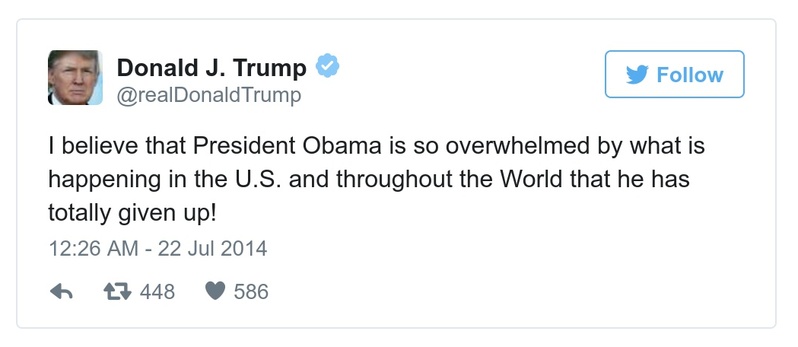 Donald J. Trump
@realDonaldTrump
Follow
I believe that President Obama is so overwhelmed by what is
happening in the U.S. and throughout the World that he has
totally given up!
12:26 AM - 22 Jul 2014
448 586